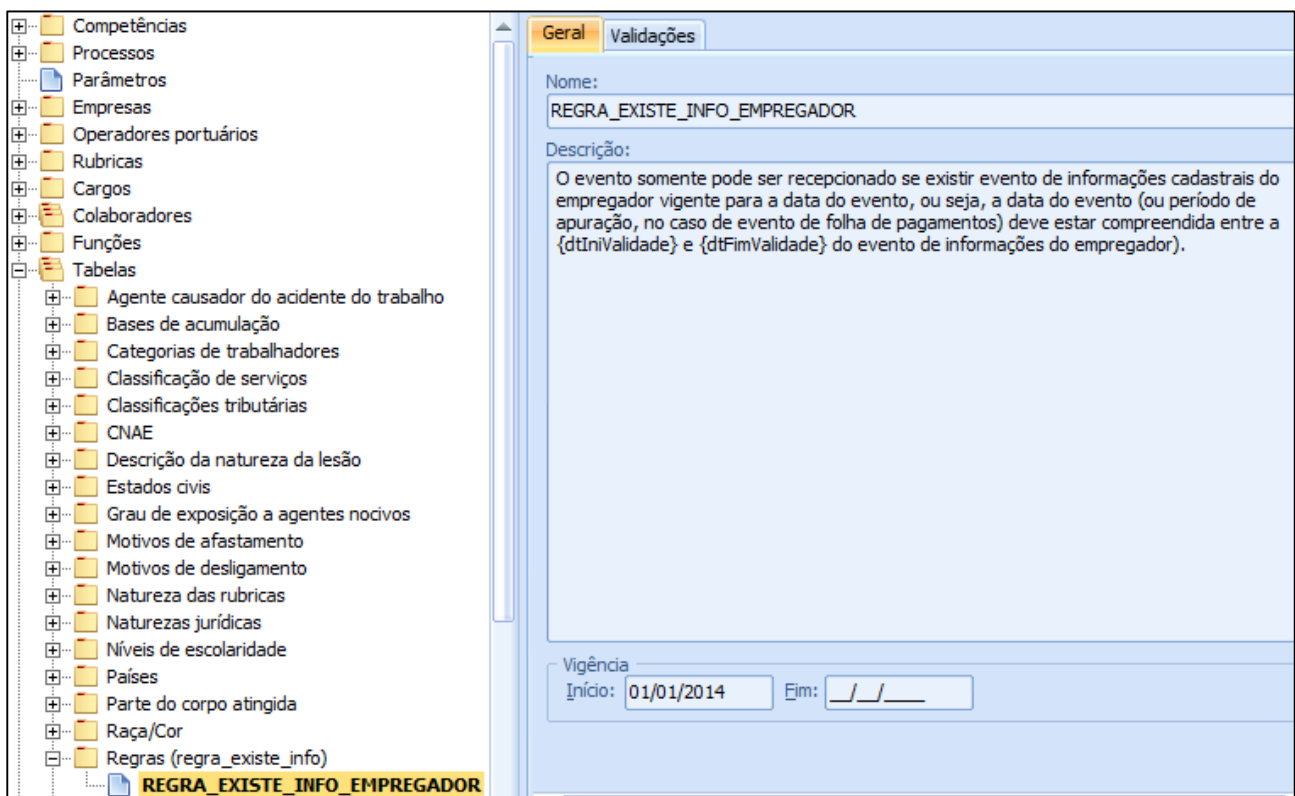 Competências
Processos
Parâmetros
Empresas
Operadores portuários
Rubricas
Cargos
Colaboradores
Funções
Tabelas
Agente causador do acidente do trabalho
Bases de acumulação
Categorias de trabalhadores
Classificação de serviços
Classificações tributárias
CNAE
Descrição da natureza da lesão
Estados civis
Grau de exposição a agentes nocivos
Motivos de afastamento
Motivos de desligamento
Natureza das rubricas
Naturezas jurídicas
Níveis de escolaridade
Países
Parte do corpo atingida
Raça/Cor
Regras (regra_existe_info)
REGRA_EXISTE_INFO_EMPREGADOR
Geral Validações
Nome:
REGRA_EXISTE_INFO_EMPREGADOR
Descrição:
O evento somente pode ser recepcionado se existir evento de informações cadastrais do
empregador vigente para a data do evento, ou seja, a data do evento (ou período de
apuração, no caso de evento de folha de pagamentos) deve estar compreendida entre a
{dtIniValidade} e {dtFimValidade} do evento de informações do empregador).
Vigência
Início: 01/01/2014 Fim: __/__/____